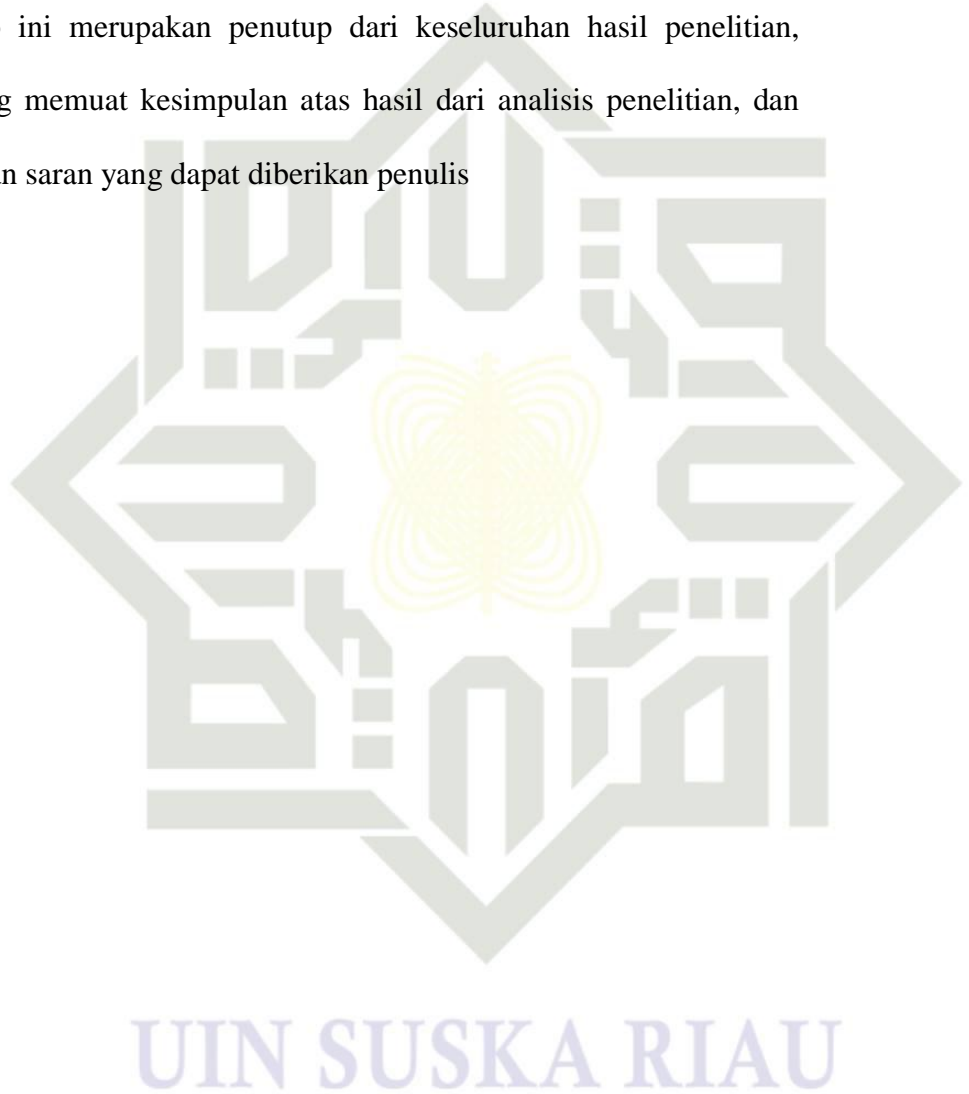 ini merupakan penutup dari keseluruhan hasil penelitian,
memuat kesimpulan atas hasil dari analisis penelitian, dan
saran yang dapat diberikan penulis
UIN SUSKA RIAU